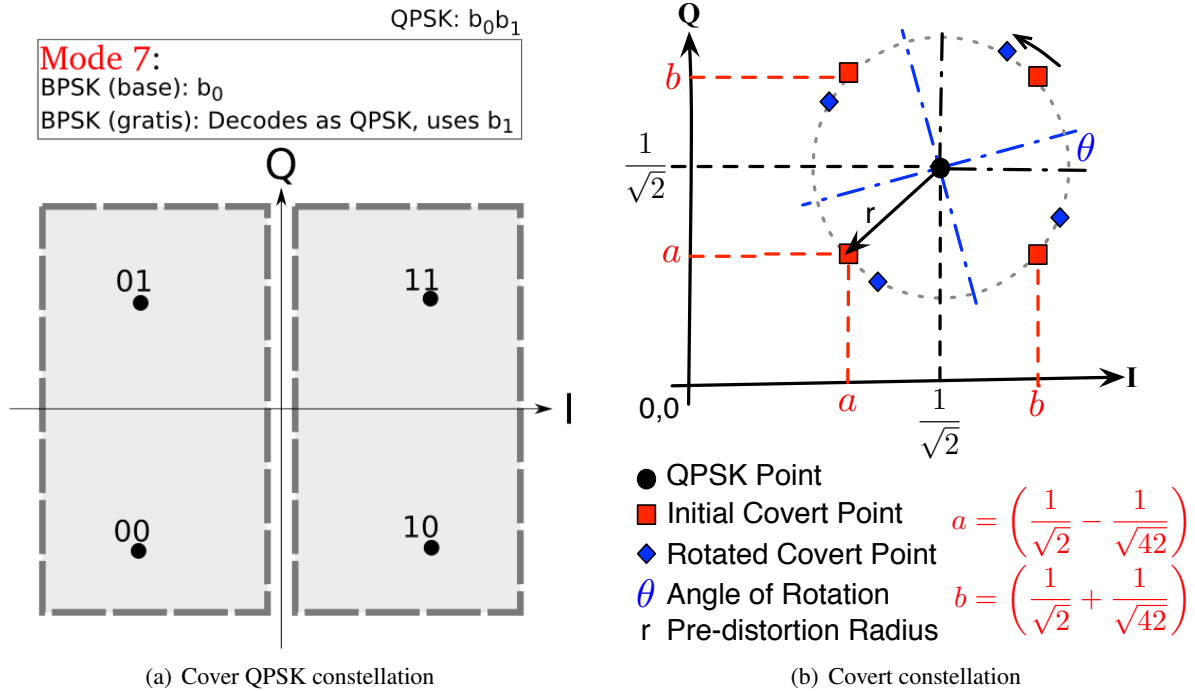 QPSK: b₀b₁
Mode 7:
BPSK (base): b₀
BPSK (gratis): Decodes as QPSK, uses b₁
Q
01
11
I
00
10
(a) Cover QPSK constellation
Q
b
1
√2
θ
r
a
0,0
a
1
√2
b
I
QPSK Point
Initial Covert Point
Rotated Covert Point
θ Angle of Rotation
r Pre-distortion Radius
a = (1/√2 − 1/√42)
b = (1/√2 + 1/√42)
(b) Covert constellation